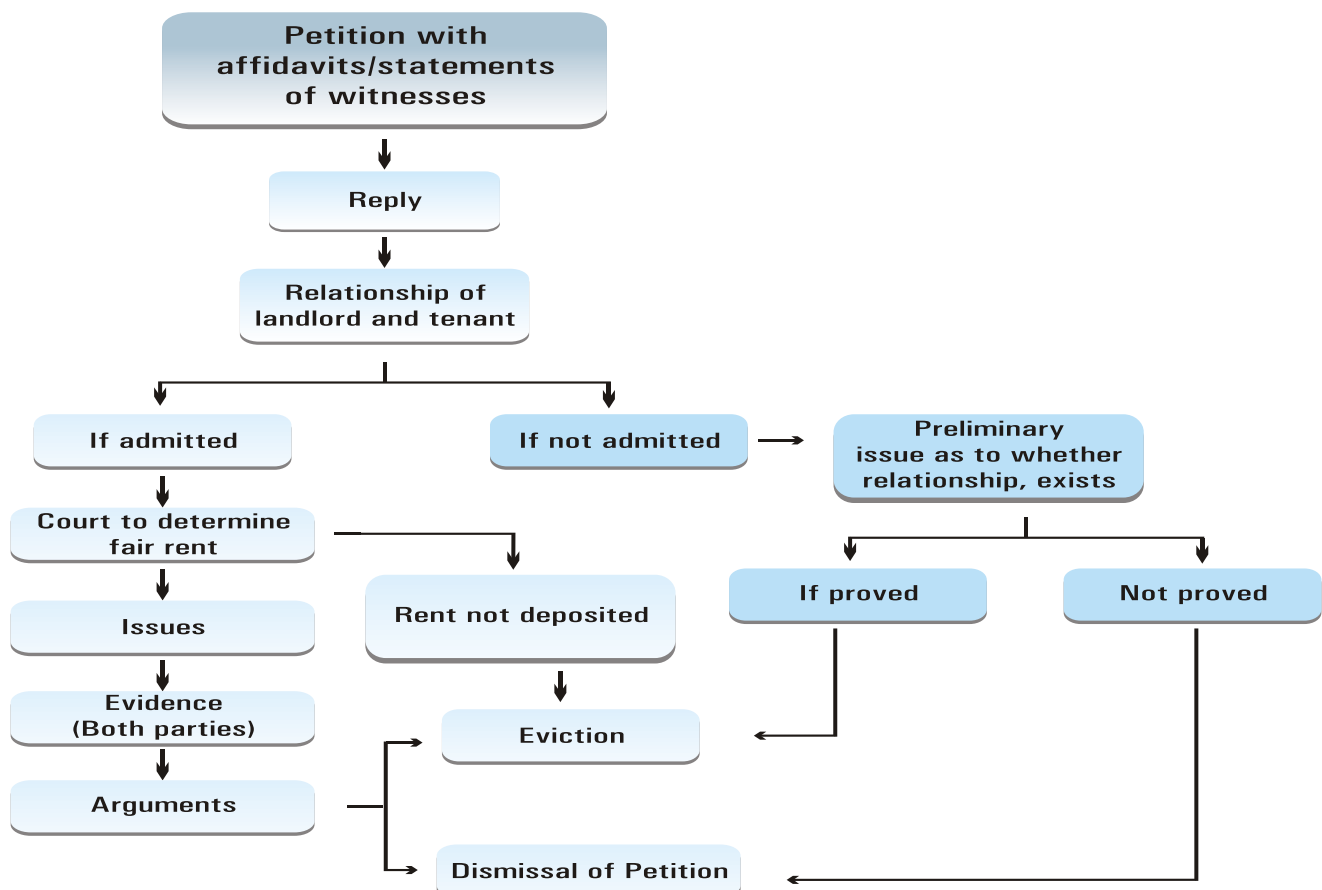 Petition with
affidavits/statements
of witnesses
Reply
Relationship of
landlord and tenant
If admitted
If not admitted
Preliminary
issue as to whether
relationship, exists
Court to determine
fair rent
Rent not deposited
If proved
Not proved
Issues
Evidence
(Both parties)
Eviction
Arguments
Dismissal of Petition